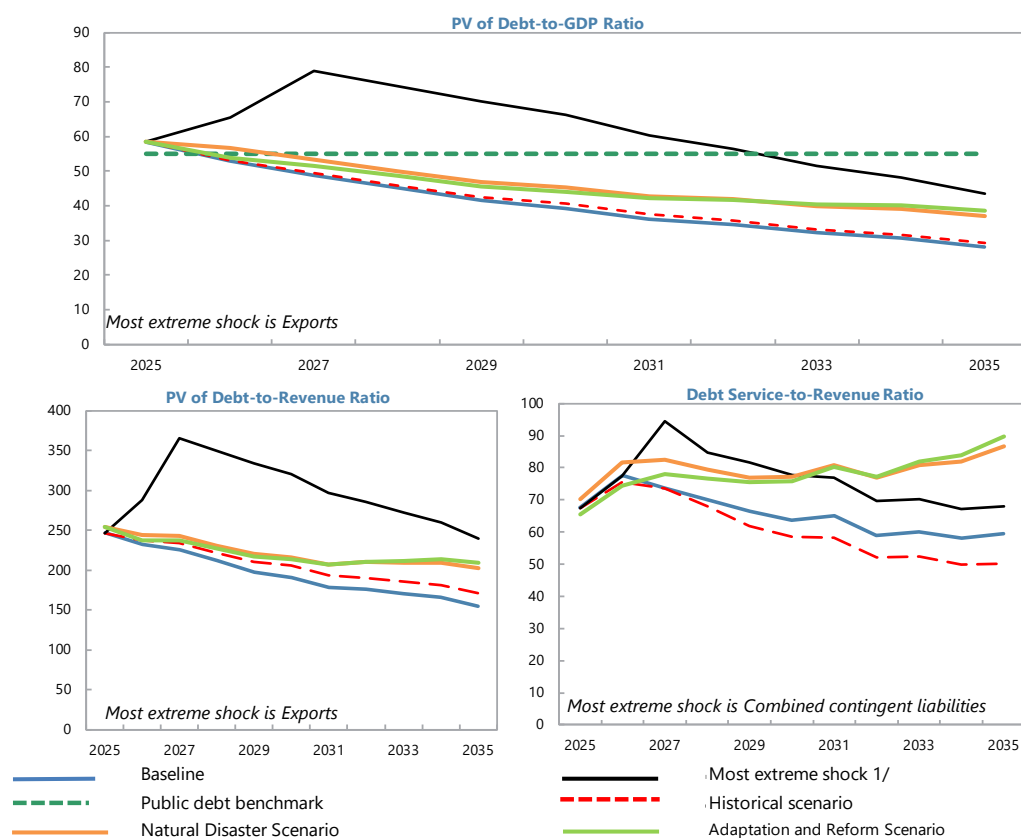 PV of Debt-to-GDP Ratio
90
80
70
60
50
40
30
20
10
0
Most extreme shock is Exports
2025 2027 2029 2031 2033 2035
PV of Debt-to-Revenue Ratio
400
350
300
250
200
150
100
50
0
Most extreme shock is Exports
2025 2027 2029 2031 2033 2035
Debt Service-to-Revenue Ratio
100
90
80
70
60
50
40
30
20
10
0
Most extreme shock is Combined contingent liabilities
2025 2027 2029 2031 2033 2035
Baseline
Public debt benchmark
Natural Disaster Scenario
Most extreme shock 1/
Historical scenario
Adaptation and Reform Scenario